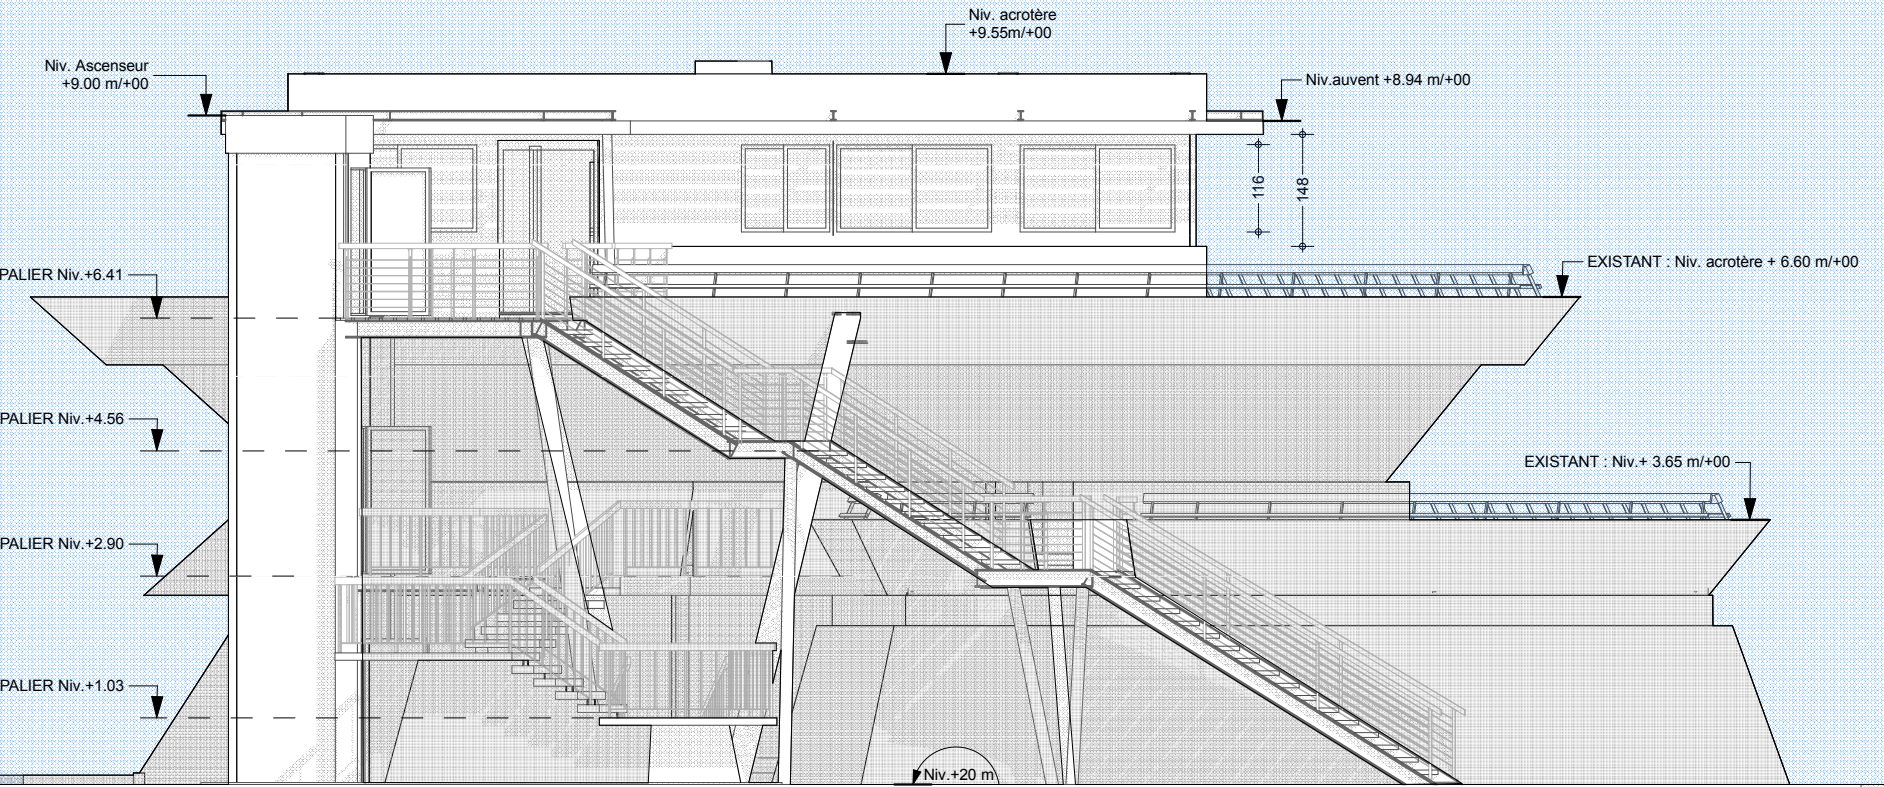 Niv. acrotère
+9.55m/+00
Niv. Ascenseur
+9.00 m/+00
Niv.auvent +8.94 m/+00
116
148
PALIER Niv.+6.41
EXISTANT : Niv. acrotère + 6.60 m/+00
PALIER Niv.+4.56
EXISTANT : Niv.+ 3.65 m/+00
PALIER Niv.+2.90
PALIER Niv.+1.03
Niv.+20 m